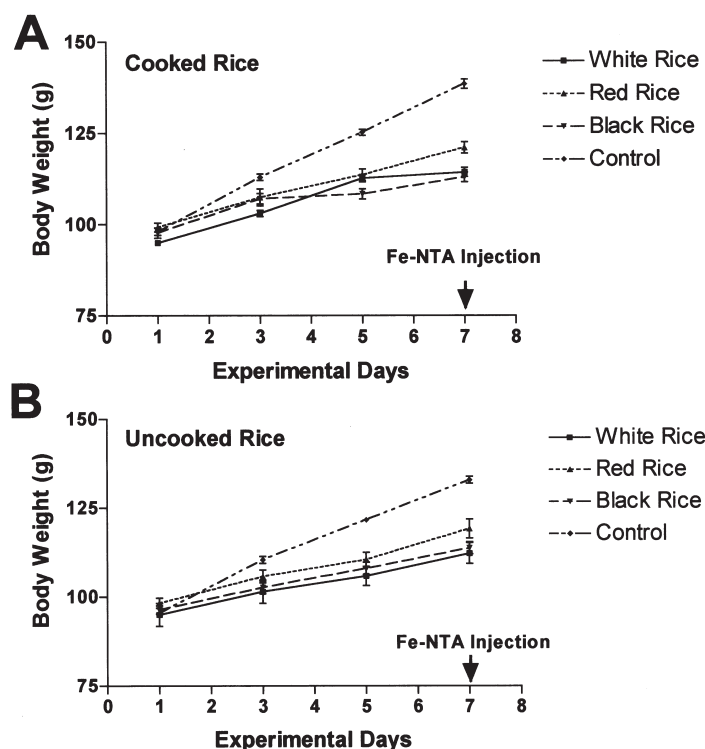 A
Cooked Rice
150
125
100
75
Body Weight (g)
White Rice
Red Rice
Black Rice
Control
Fe-NTA Injection
0 1 2 3 4 5 6 7 8
Experimental Days
B
Uncooked Rice
150
125
100
75
Body Weight (g)
White Rice
Red Rice
Black Rice
Control
Fe-NTA Injection
0 1 2 3 4 5 6 7 8
Experimental Days